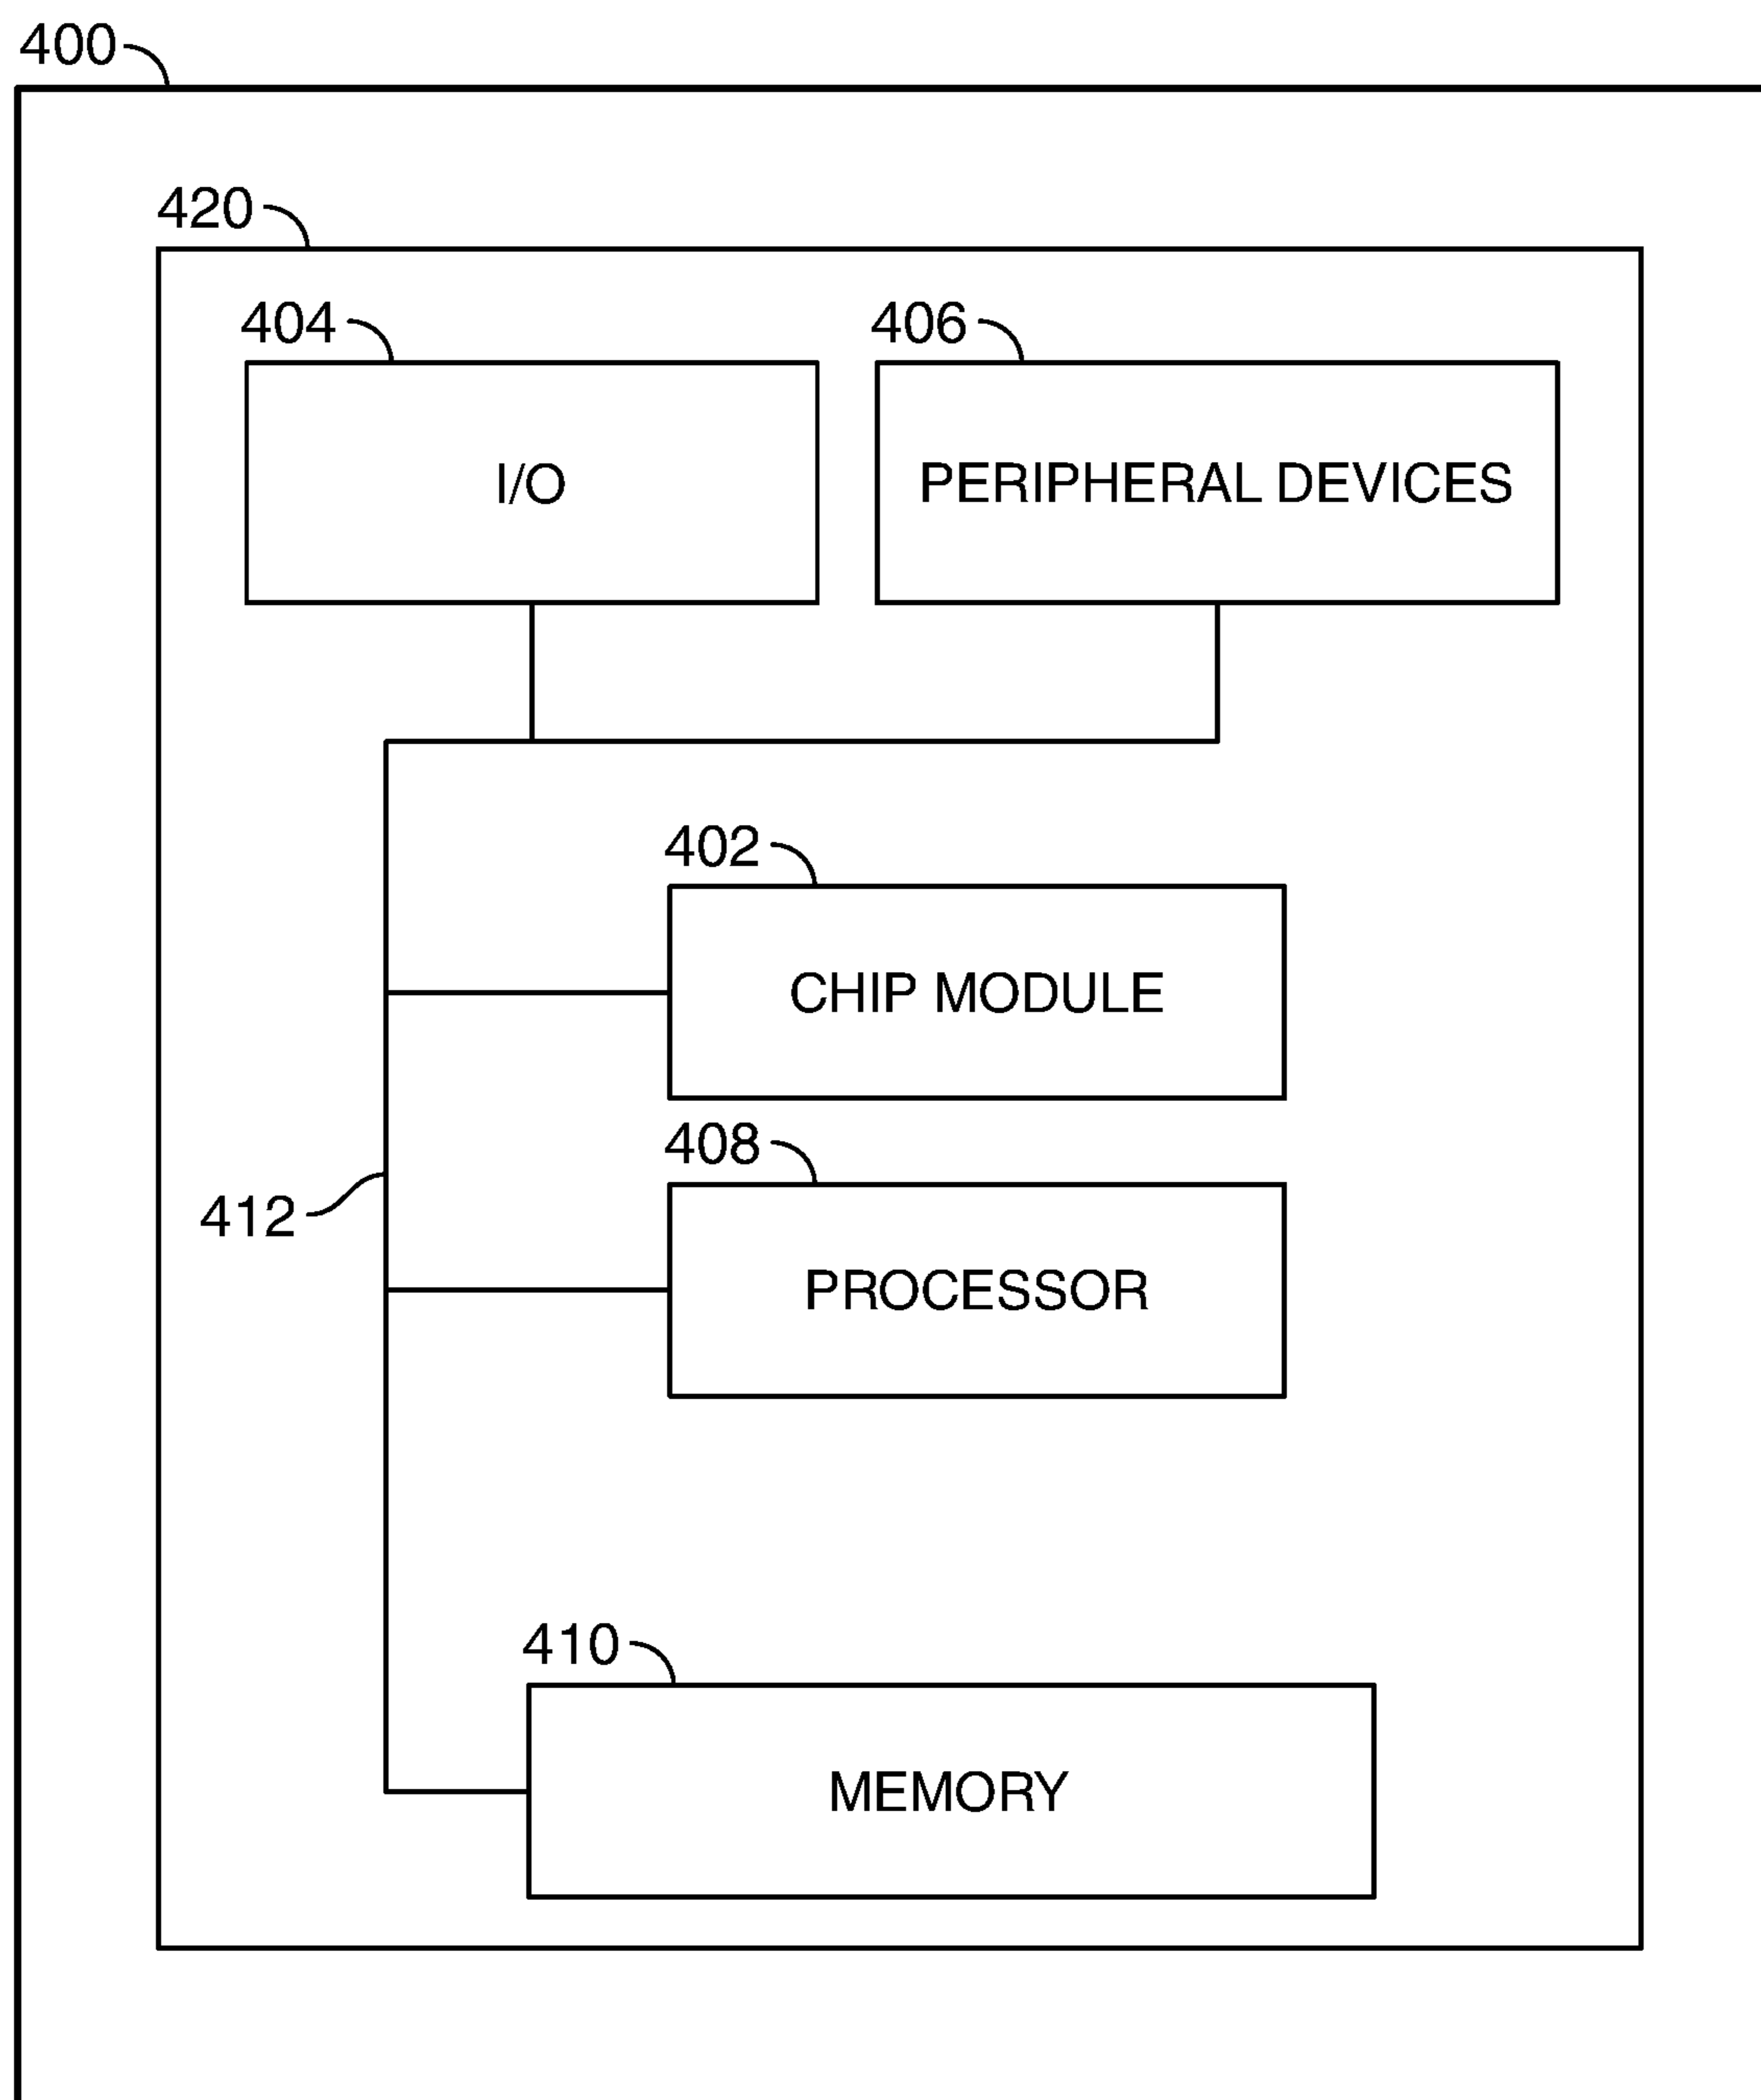 400
420
404
406
I/O
PERIPHERAL DEVICES
402
CHIP MODULE
408
412
PROCESSOR
410
MEMORY